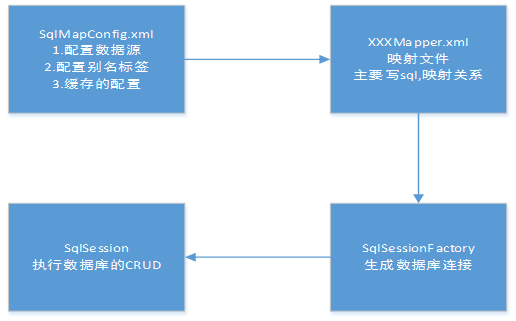 SqlMapConfig.xml
1.配置数据源
2.配置别名标签
3.缓存的配置
XXXMapper.xml
映射文件
主要写sql,映射关系
SqlSession
执行数据库的CRUD
SqlSessionFactory
生成数据库连接